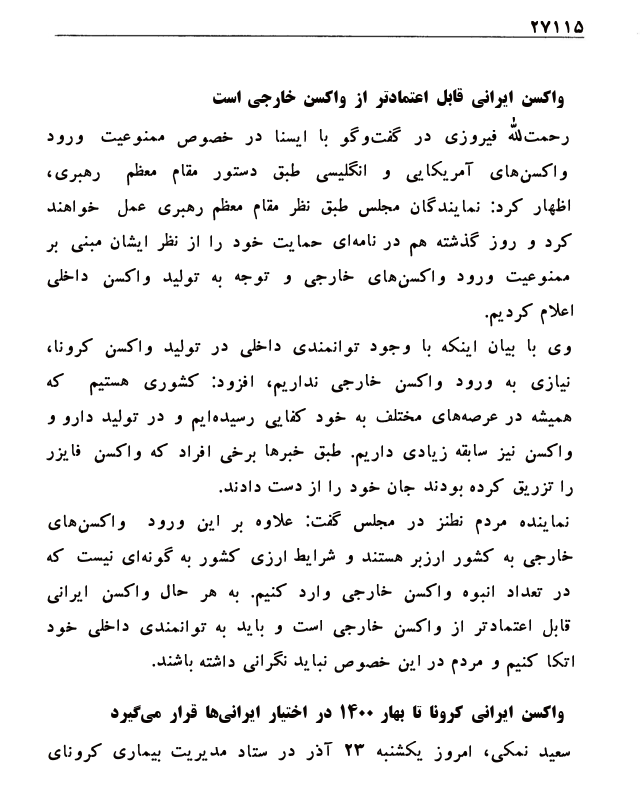 ۲۷۱۱۵
واکسن ایرانی قابل اعتمادتر از واکسن خارجی است
رحمت‌الله فیروزی در گفت‌وگو با ایسنا در خصوص ممنوعیت ورود
واکسن‌های آمریکایی و انگلیسی طبق دستور مقام معظم رهبری،
اظهار کرد: نمایندگان مجلس طبق نظر مقام معظم رهبری عمل خواهند
کرد و روز گذشته هم در نامه‌ای حمایت خود را از نظر ایشان مبنی بر
ممنوعیت ورود واکسن‌های خارجی و توجه به تولید واکسن داخلی
اعلام کردیم.
وی با بیان اینکه با وجود توانمندی داخلی در تولید واکسن کرونا،
نیازی به ورود واکسن خارجی نداریم، افزود: کشوری هستیم که
همیشه در عرصه‌های مختلف به خود کفایی رسیده‌ایم و در تولید دارو و
واکسن نیز سابقه زیادی داریم. طبق خبرها برخی افراد که واکسن فایزر
را تزریق کرده بودند جان خود را از دست دادند.
نماینده مردم نطنز در مجلس گفت: علاوه بر این ورود واکسن‌های
خارجی به کشور ارزبر هستند و شرایط ارزی کشور به گونه‌ای نیست که
در تعداد انبوه واکسن خارجی وارد کنیم. به هر حال واکسن ایرانی
قابل اعتمادتر از واکسن خارجی است و باید به توانمندی داخلی خود
اتکا کنیم و مردم در این خصوص نباید نگرانی داشته باشند.
واکسن ایرانی کرونا تا بهار ۱۴۰۰ در اختیار ایرانی‌ها قرار می‌گیرد
سعید نمکی، امروز یکشنبه ۲۳ آذر در ستاد مدیریت بیماری کرونای